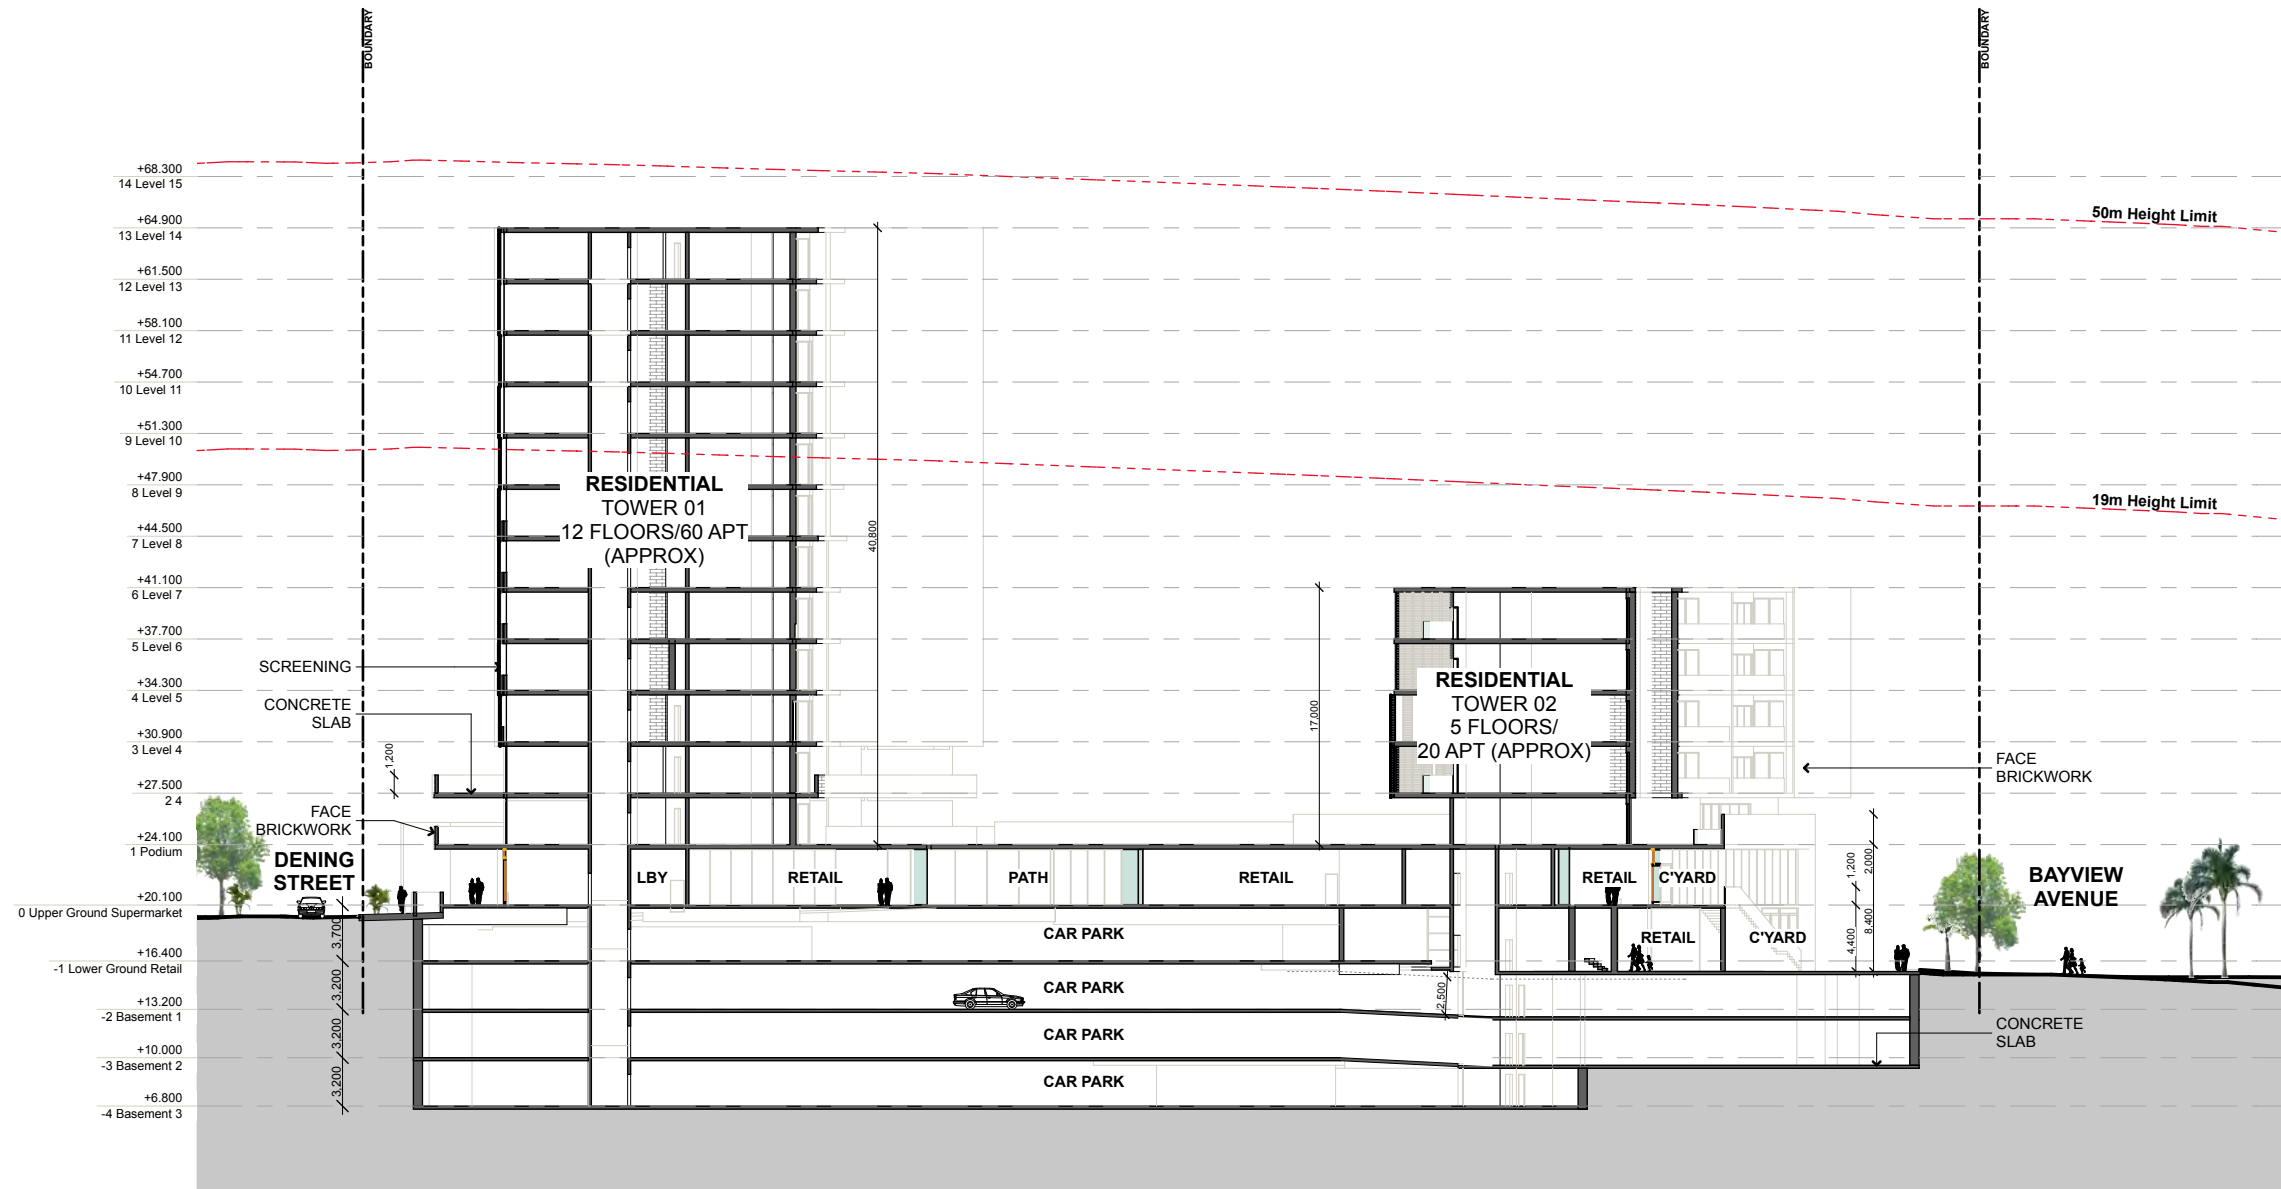 BOUNDARY
BOUNDARY
+68.300
14 Level 15
+64.900
13 Level 14
50m Height Limit
+61.500
12 Level 13
+58.100
11 Level 12
+54.700
10 Level 11
+51.300
9 Level 10
+47.900
8 Level 9
19m Height Limit
+44.500
7 Level 8
+41.100
6 Level 7
+37.700
5 Level 6
+34.300
4 Level 5
+30.900
3 Level 4
+27.500
2 4
+24.100
1 Podium
+20.100
0 Upper Ground Supermarket
+16.400
-1 Lower Ground Retail
+13.200
-2 Basement 1
+10.000
-3 Basement 2
+6.800
-4 Basement 3
RESIDENTIAL
TOWER 01
12 FLOORS/60 APT
(APPROX)
40,800
RESIDENTIAL
TOWER 02
5 FLOORS/
20 APT (APPROX)
17,000
SCREENING
CONCRETE
SLAB
1,200
FACE
BRICKWORK
DENING
STREET
FACE
BRICKWORK
BAYVIEW
AVENUE
LBY
RETAIL
PATH
RETAIL
RETAIL
C'YARD
1,200
2,000
CAR PARK
RETAIL
C'YARD
4,400
8,400
CAR PARK
2,500
CAR PARK
CAR PARK
3,700
3,200
3,200
3,200
CONCRETE
SLAB